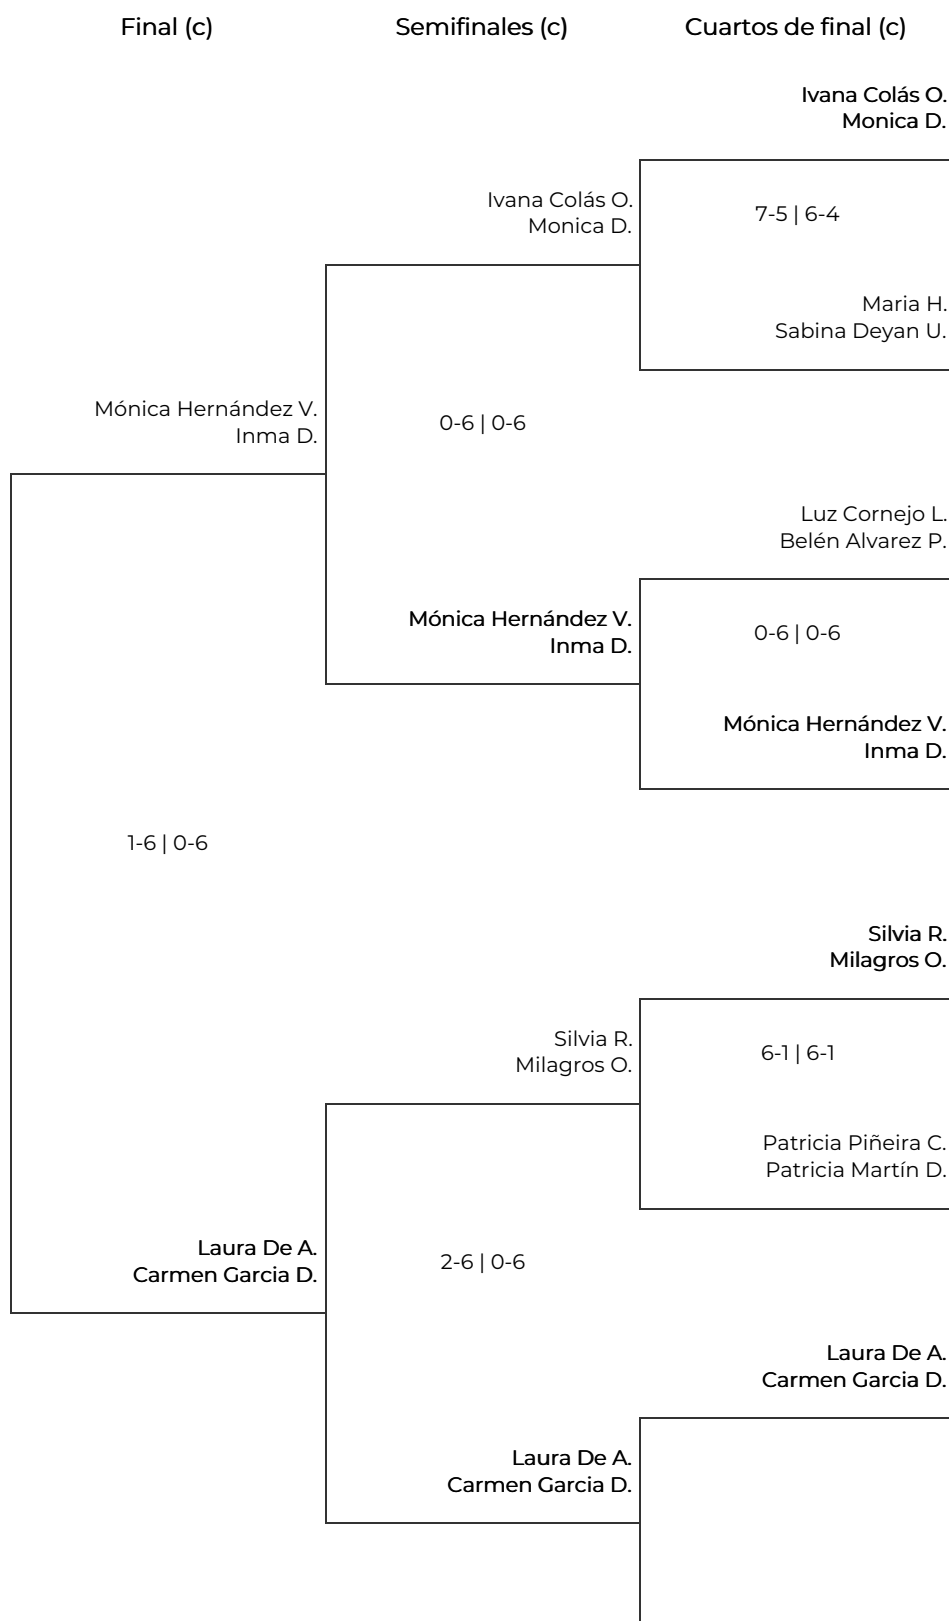 Final (c)
Semifinales (c)
Cuartos de final (c)
Ivana Colás O.
Monica D.
Ivana Colás O.
Monica D.
7-5 | 6-4
Maria H.
Sabina Deyan U.
Mónica Hernández V.
Inma D.
0-6 | 0-6
Luz Cornejo L.
Belén Alvarez P.
Mónica Hernández V.
Inma D.
0-6 | 0-6
Mónica Hernández V.
Inma D.
1-6 | 0-6
Silvia R.
Milagros O.
Silvia R.
Milagros O.
6-1 | 6-1
Patricia Piñeira C.
Patricia Martín D.
Laura De A.
Carmen Garcia D.
2-6 | 0-6
Laura De A.
Carmen Garcia D.
Laura De A.
Carmen Garcia D.